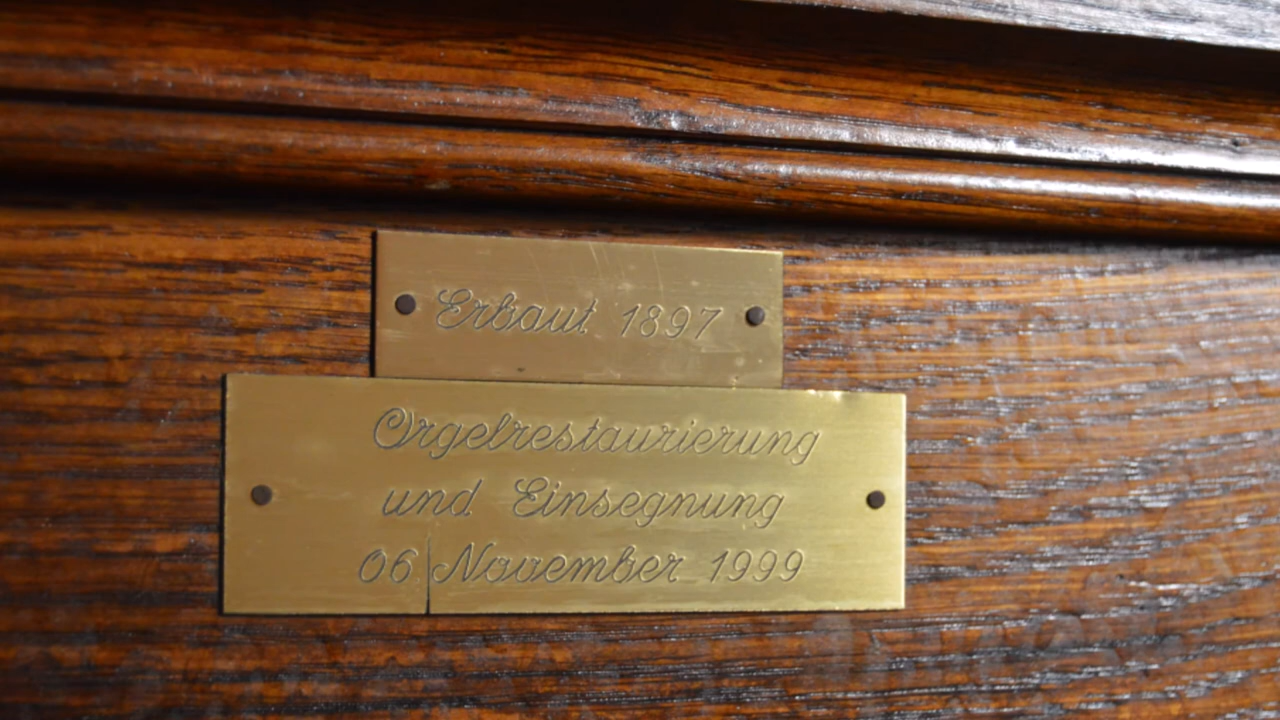 Erbaut 1897
Orgelrestaurierung
und Einsegnung
06 November 1999